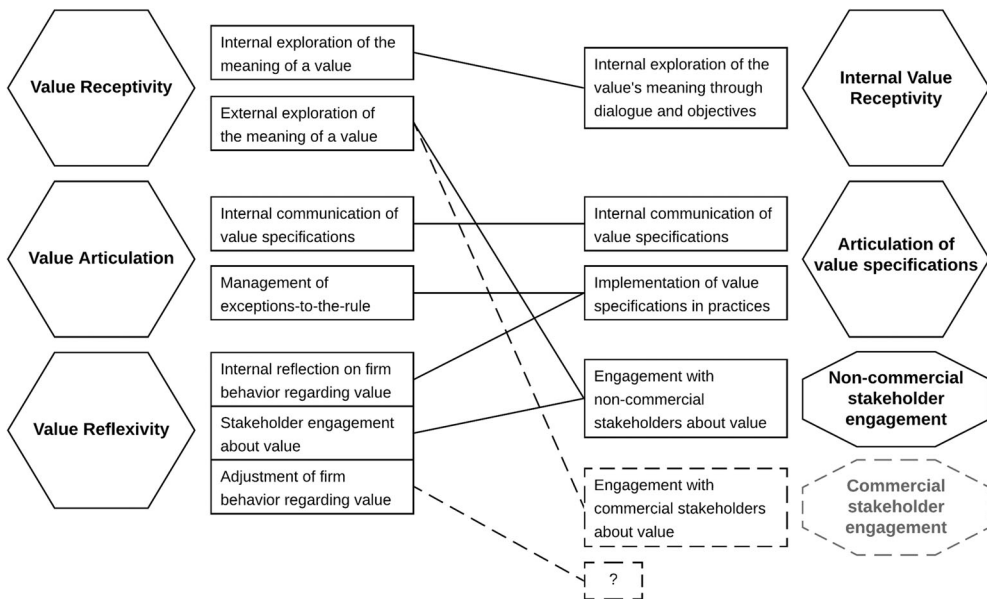 Value Receptivity
Internal exploration of the
meaning of a value
External exploration of
the meaning of a value
Internal exploration of the
value's meaning through
dialogue and objectives
Internal Value
Receptivity
Value Articulation
Internal communication of
value specifications
Management of
exceptions-to-the-rule
Internal communication of
value specifications
Implementation of value
specifications in practices
Articulation of
value specifications
Value Reflexivity
Internal reflection on firm
behavior regarding value
Stakeholder engagement
about value
Adjustment of firm
behavior regarding value
Engagement with
non-commercial
stakeholders about value
Non-commercial
stakeholder
engagement
Engagement with
commercial stakeholders
about value
Commercial
stakeholder
engagement
?